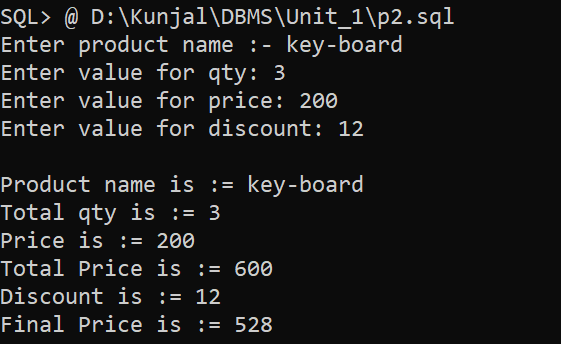 SQL> @ D:\Kunjal\DBMS\Unit_1\p2.sql
Enter product name :- key-board
Enter value for qty: 3
Enter value for price: 200
Enter value for discount: 12
Product name is := key-board
Total qty is := 3
Price is := 200
Total Price is := 600
Discount is := 12
Final Price is := 528